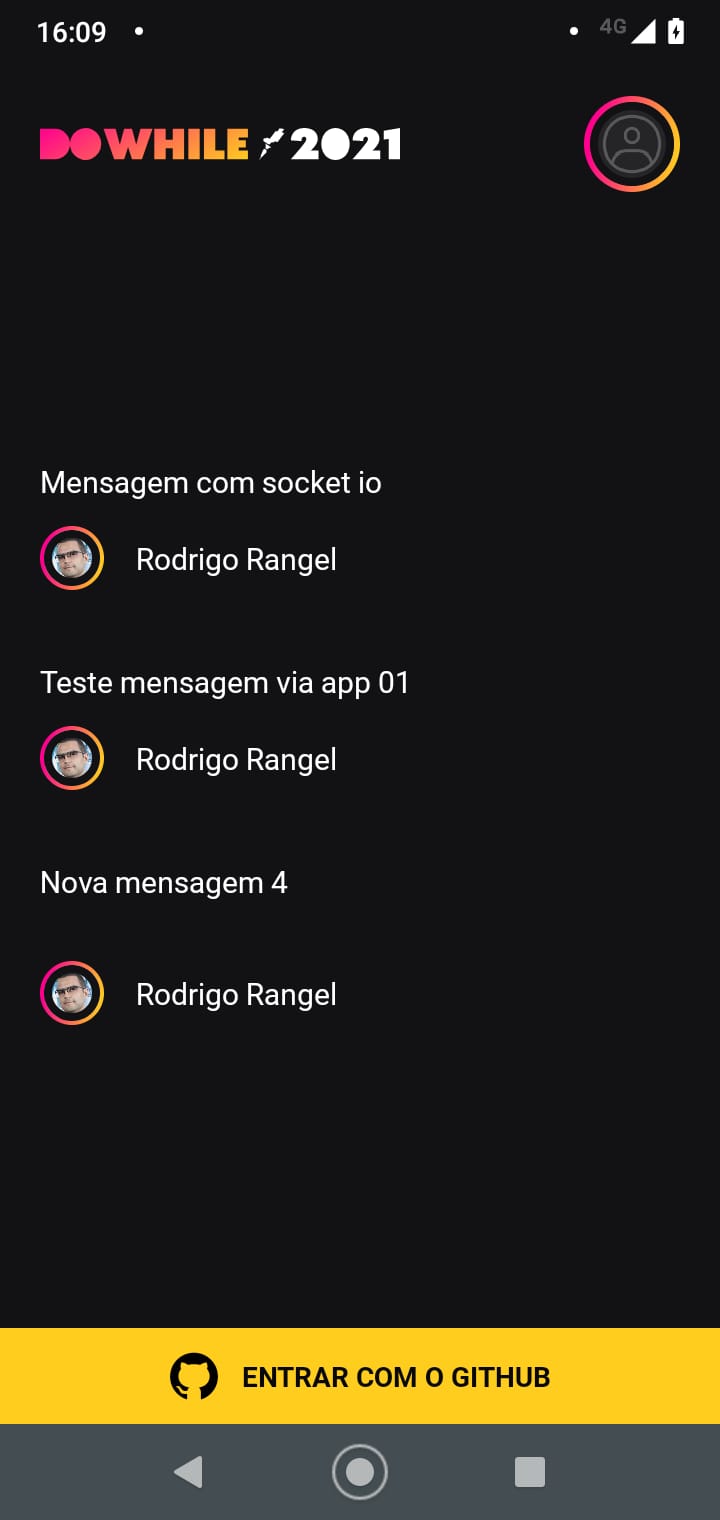 16:09
4G
DOWHILE 2021
Mensagem com socket io
Rodrigo Rangel
Teste mensagem via app 01
Rodrigo Rangel
Nova mensagem 4
Rodrigo Rangel
ENTRAR COM O GITHUB